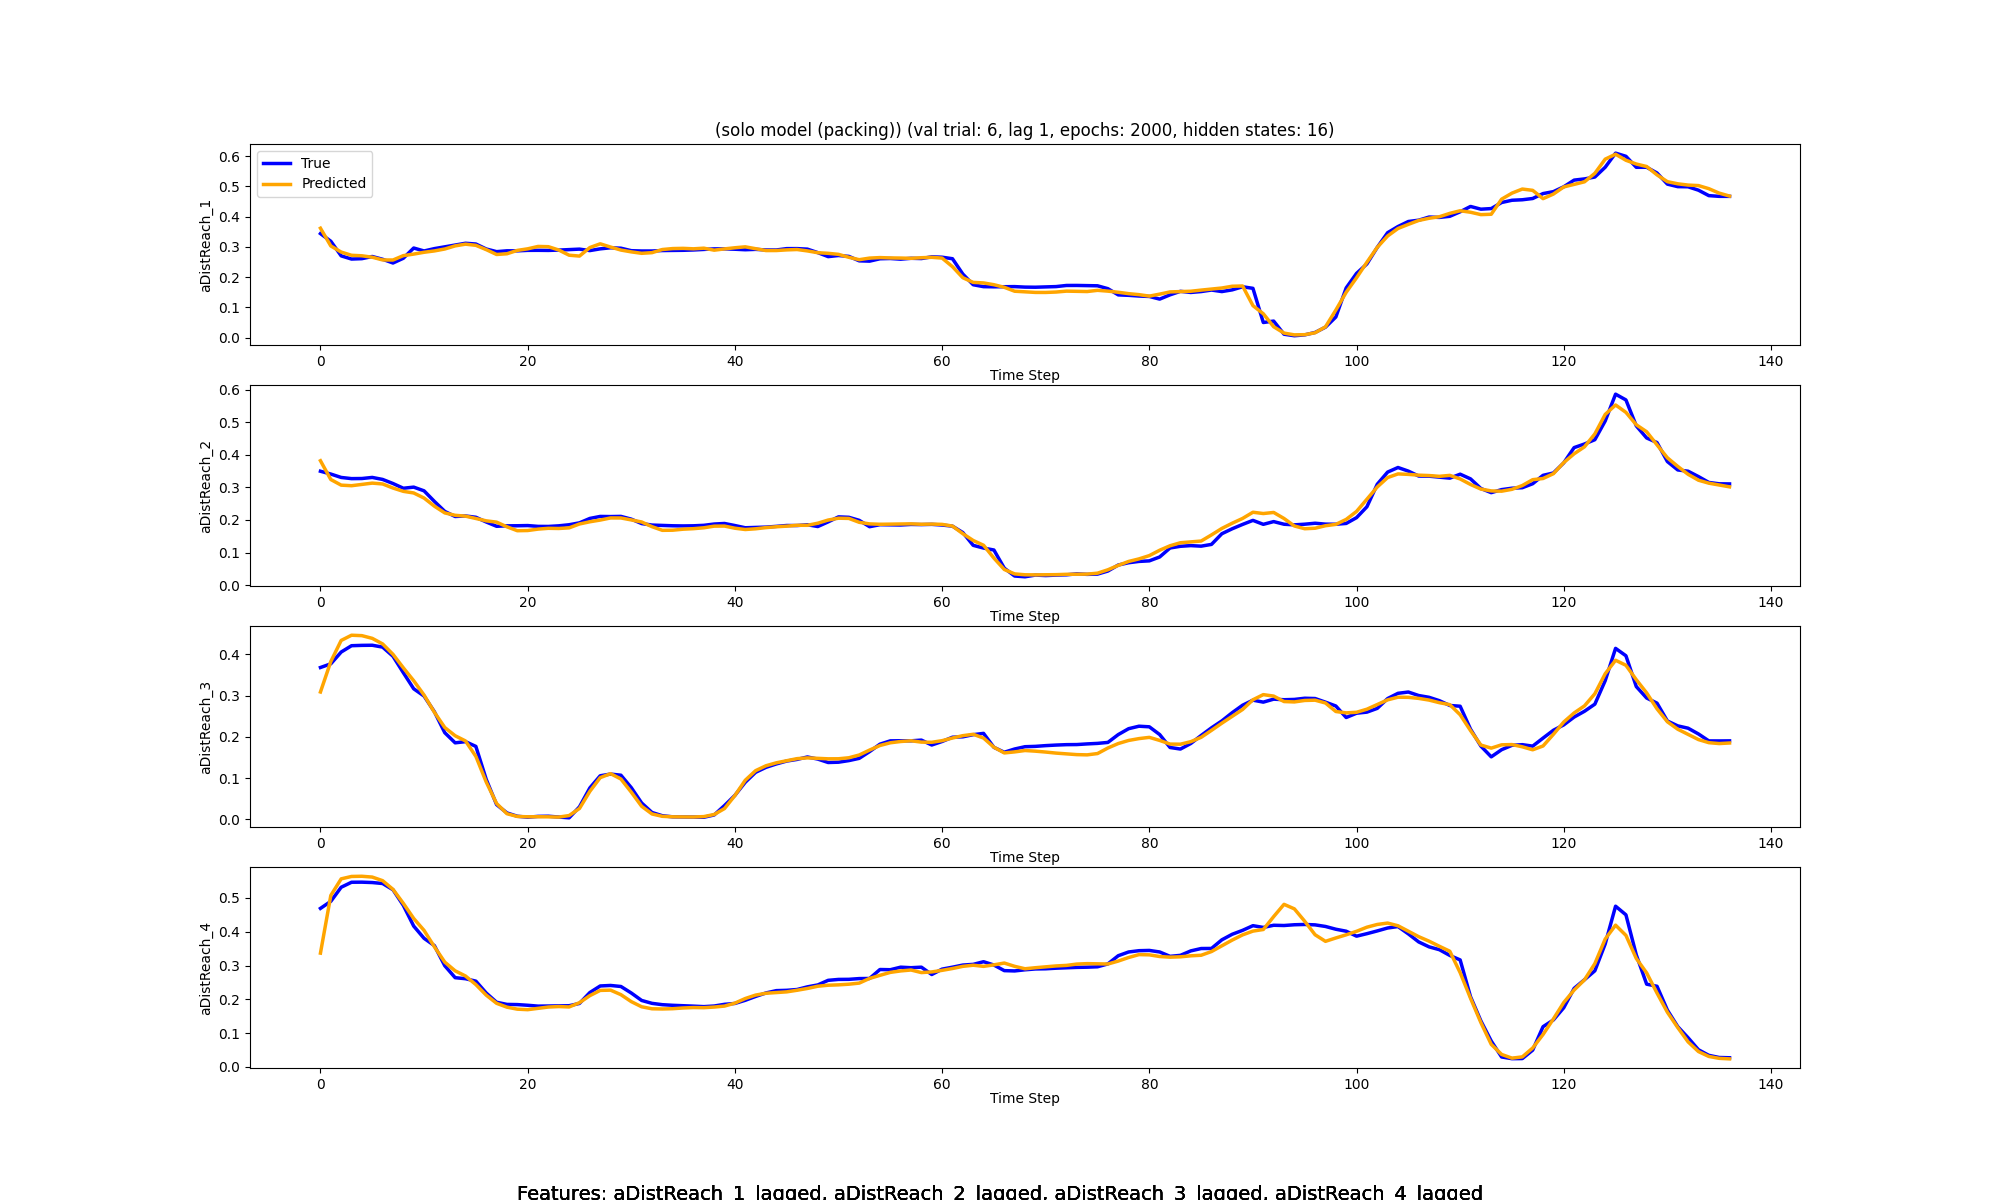 (solo model (packing)) (val trial: 6, lag 1, epochs: 2000, hidden states: 16)
True
Predicted
aDistReach_1
0.6
0.5
0.4
0.3
0.2
0.1
0.0
0 20 40 60 80 100 120 140
Time Step
aDistReach_2
0.6
0.5
0.4
0.3
0.2
0.1
0.0
0 20 40 60 80 100 120 140
Time Step
aDistReach_3
0.4
0.3
0.2
0.1
0.0
0 20 40 60 80 100 120 140
Time Step
aDistReach_4
0.5
0.4
0.3
0.2
0.1
0.0
0 20 40 60 80 100 120 140
Time Step
Features: aDistReach_1_lagged, aDistReach_2_lagged, aDistReach_3_lagged, aDistReach_4_lagged